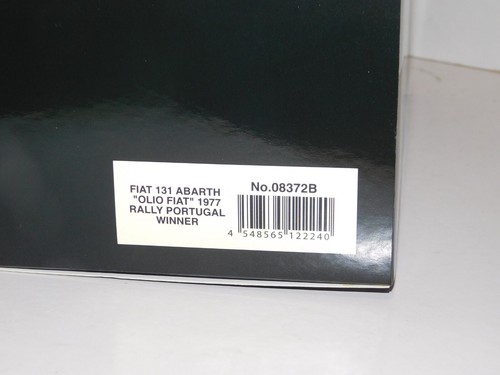 FIAT 131 ABARTH
"OLIO FIAT" 1977
RALLY PORTUGAL
WINNER
No.08372B
4 548565 122240